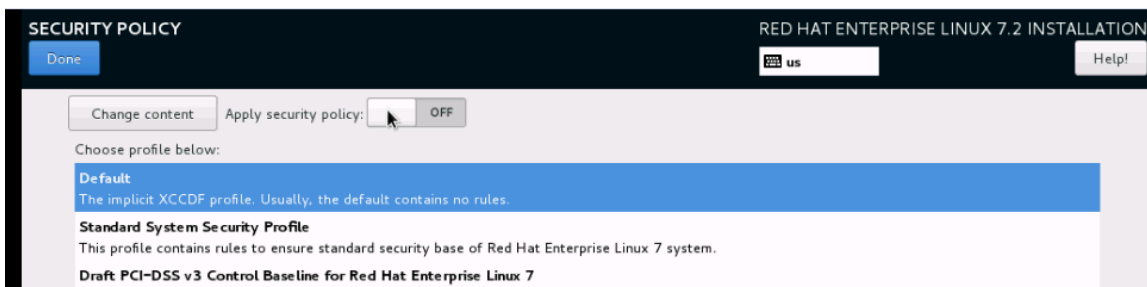 SECURITY POLICY
RED HAT ENTERPRISE LINUX 7.2 INSTALLATION
Done
us
Help!
Change content
Apply security policy:
OFF
Choose profile below:
Default
The implicit XCCDF profile. Usually, the default contains no rules.
Standard System Security Profile
This profile contains rules to ensure standard security base of Red Hat Enterprise Linux 7 system.
Draft PCI-DSS v3 Control Baseline for Red Hat Enterprise Linux 7